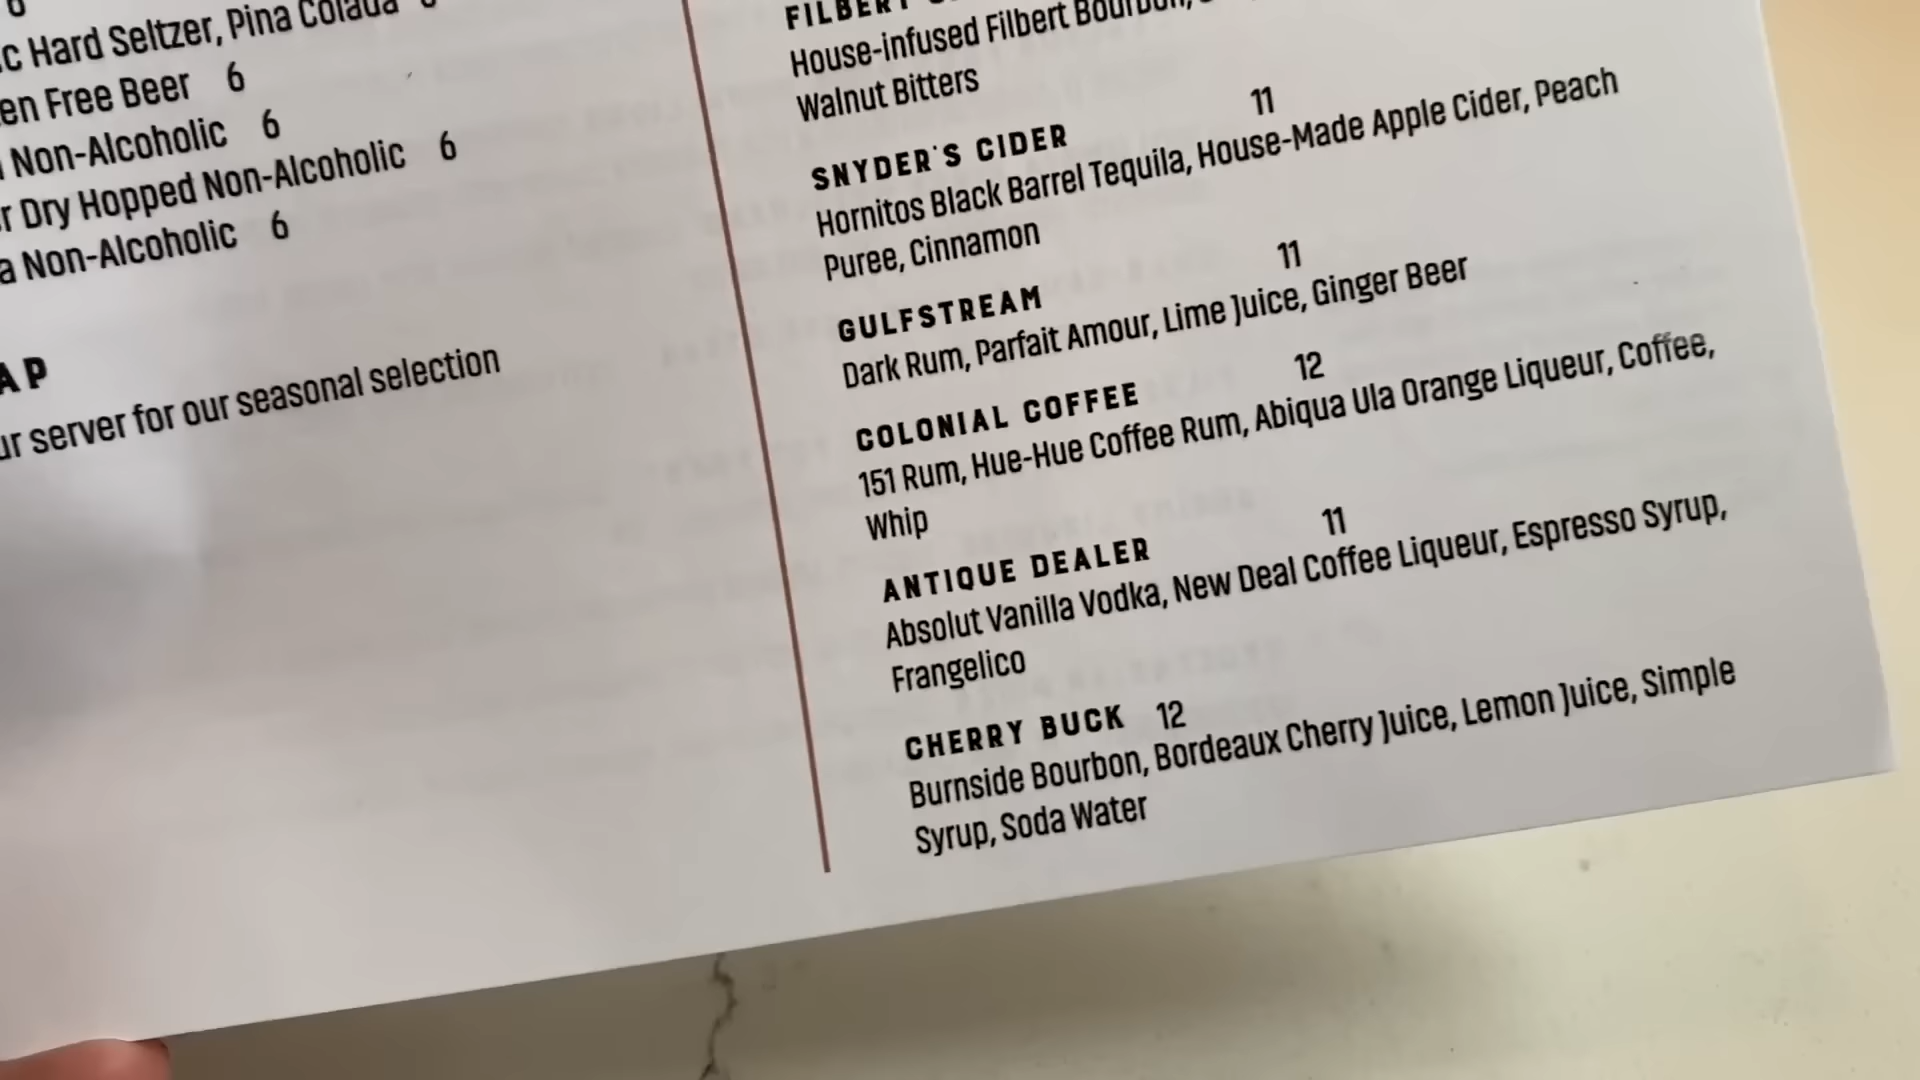 Hard Seltzer, Pina Colada
Free Beer 6
Non-Alcoholic 6
Dry Hopped Non-Alcoholic 6
Non-Alcoholic 6
server for our seasonal selection
FILBERT
House-infused Filbert Bourbon,
Walnut Bitters
SNYDER'S CIDER 11
Hornitos Black Barrel Tequila, House-Made Apple Cider, Peach
Puree, Cinnamon
GULFSTREAM 11
Dark Rum, Parfait Amour, Lime Juice, Ginger Beer
COLONIAL COFFEE 12
151 Rum, Hue-Hue Coffee Rum, Abiqua Ula Orange Liqueur, Coffee,
Whip
ANTIQUE DEALER 11
Absolut Vanilla Vodka, New Deal Coffee Liqueur, Espresso Syrup,
Frangelico
CHERRY BUCK 12
Burnside Bourbon, Bordeaux Cherry Juice, Lemon Juice, Simple
Syrup, Soda Water